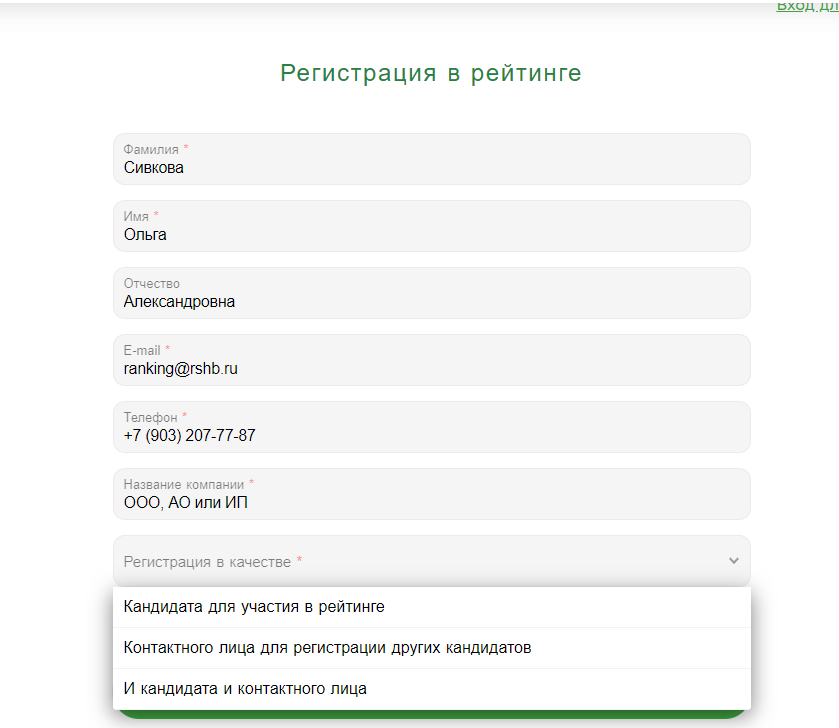 Вход дл
Регистрация в рейтинге
Фамилия *
Сивкова
Имя *
Ольга
Отчество
Александровна
E-mail *
ranking@rshb.ru
Телефон *
+7 (903) 207-77-87
Название компании *
ООО, АО или ИП
Регистрация в качестве *
Кандидата для участия в рейтинге
Контактного лица для регистрации других кандидатов
И кандидата и контактного лица